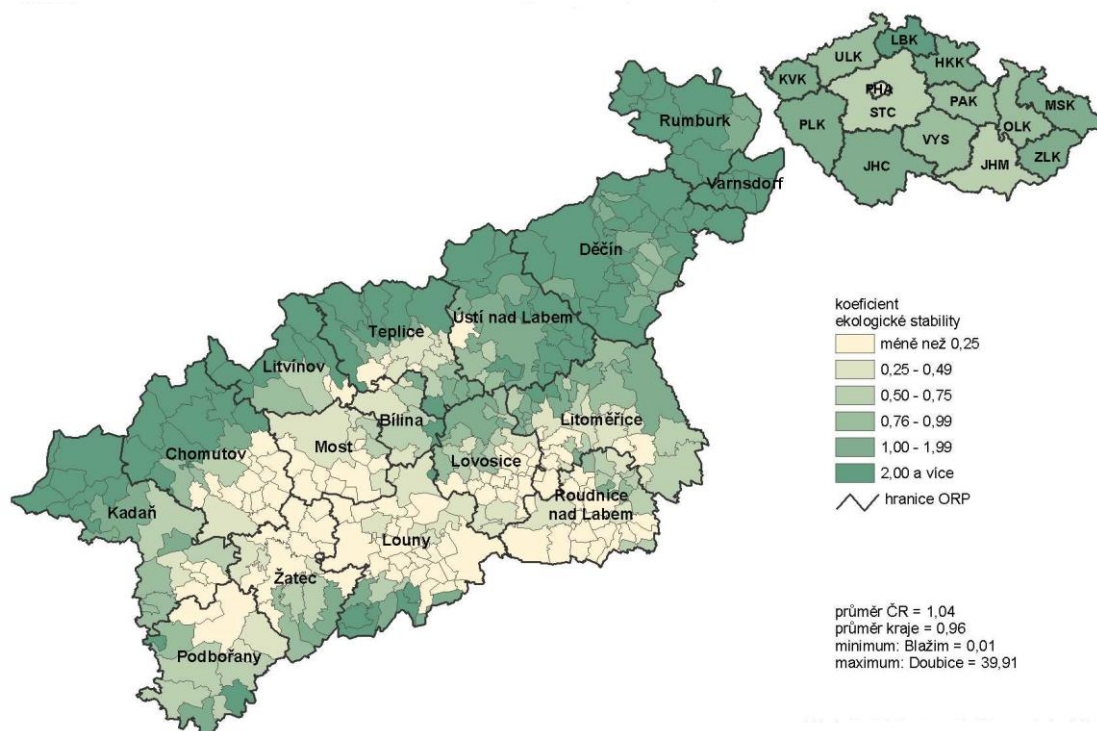 LBK
ULK
HKK
KVK
PHA
STC
PAK
MSK
PLK
OLK
VYS
JHC
JHM
ZLK
Rumburk
Varnsdorf
Děčín
Ústí nad Labem
Teplice
Litvínov
Bílina
Litoměřice
Most
Chomutov
Lovosice
Roudnice
nad Labem
Kadaň
Louny
Žatec
Podbořany
koeficient
ekologické stability
méně než 0,25
0,25 - 0,49
0,50 - 0,75
0,76 - 0,99
1,00 - 1,99
2,00 a více
hranice ORP
průměr ČR = 1,04
průměr kraje = 0,96
minimum: Blažim = 0,01
maximum: Doubice = 39,91